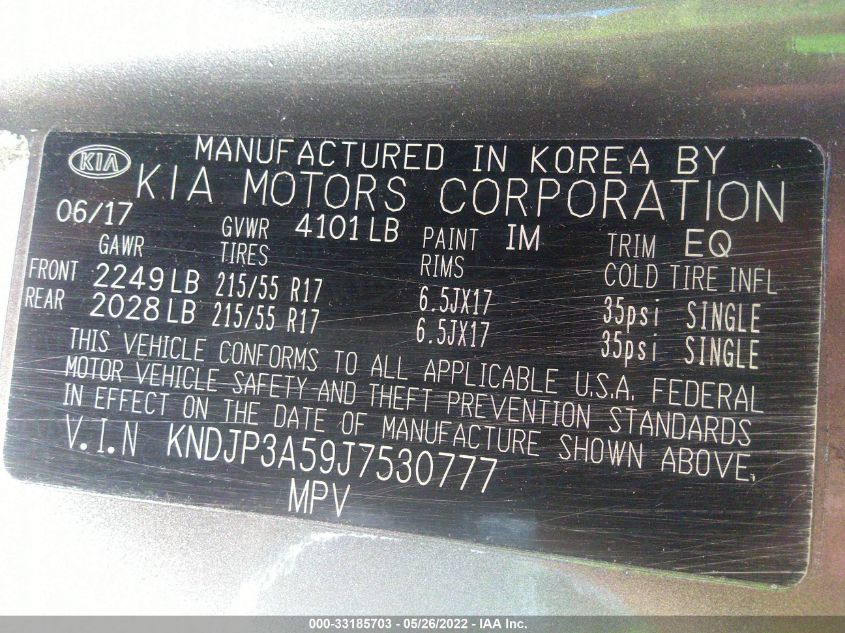 KIA MANUFACTURED IN KOREA BY
KIA MOTORS CORPORATION
06/17 GVWR 4101LB PAINT IM TRIM EQ
GAWR TIRES RIMS COLD TIRE INFL
FRONT 2249LB 215/55 R17 6.5JX17 35psi SINGLE
REAR 2028LB 215/55 R17 6.5JX17 35psi SINGLE
THIS VEHICLE CONFORMS TO ALL APPLICABLE U.S.A. FEDERAL
MOTOR VEHICLE SAFETY AND THEFT PREVENTION STANDARDS
IN EFFECT ON THE DATE OF MANUFACTURE SHOWN ABOVE.
V.I.N KNDJP3A59J7530777
MPV
000-33185703 - 05/26/2022 - IAA Inc.